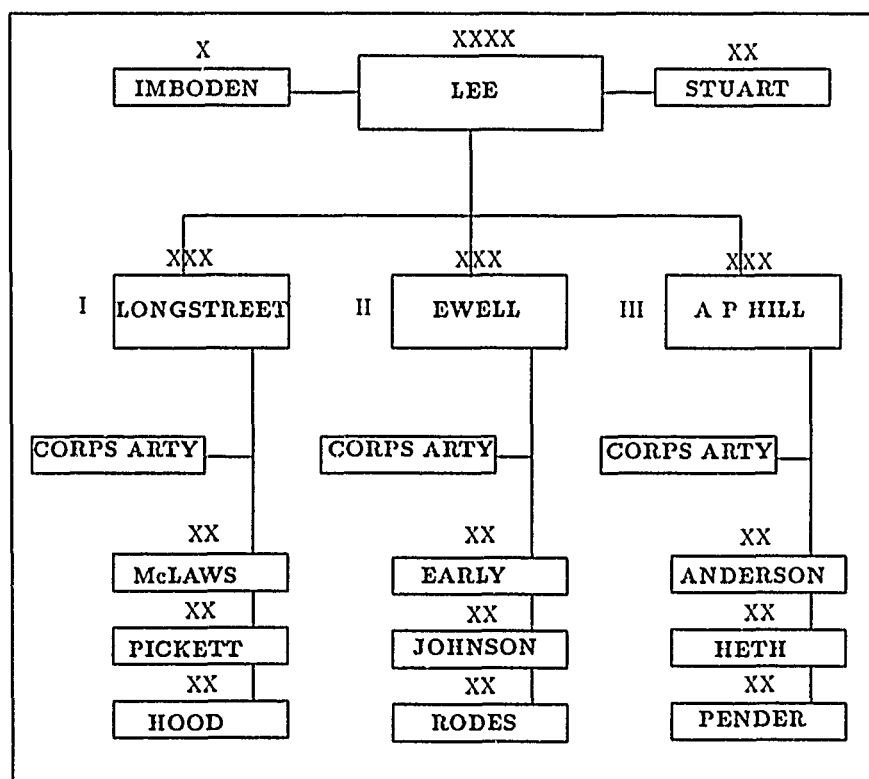 XXXX
X
XX
IMBODEN
LEE
STUART
XXX
XXX
XXX
I
LONGSTREET
II
EWELL
III
A P HILL
CORPS ARTY
CORPS ARTY
CORPS ARTY
XX
XX
XX
McLAWS
EARLY
ANDERSON
XX
XX
XX
PICKETT
JOHNSON
HETH
XX
XX
XX
HOOD
RODES
PENDER